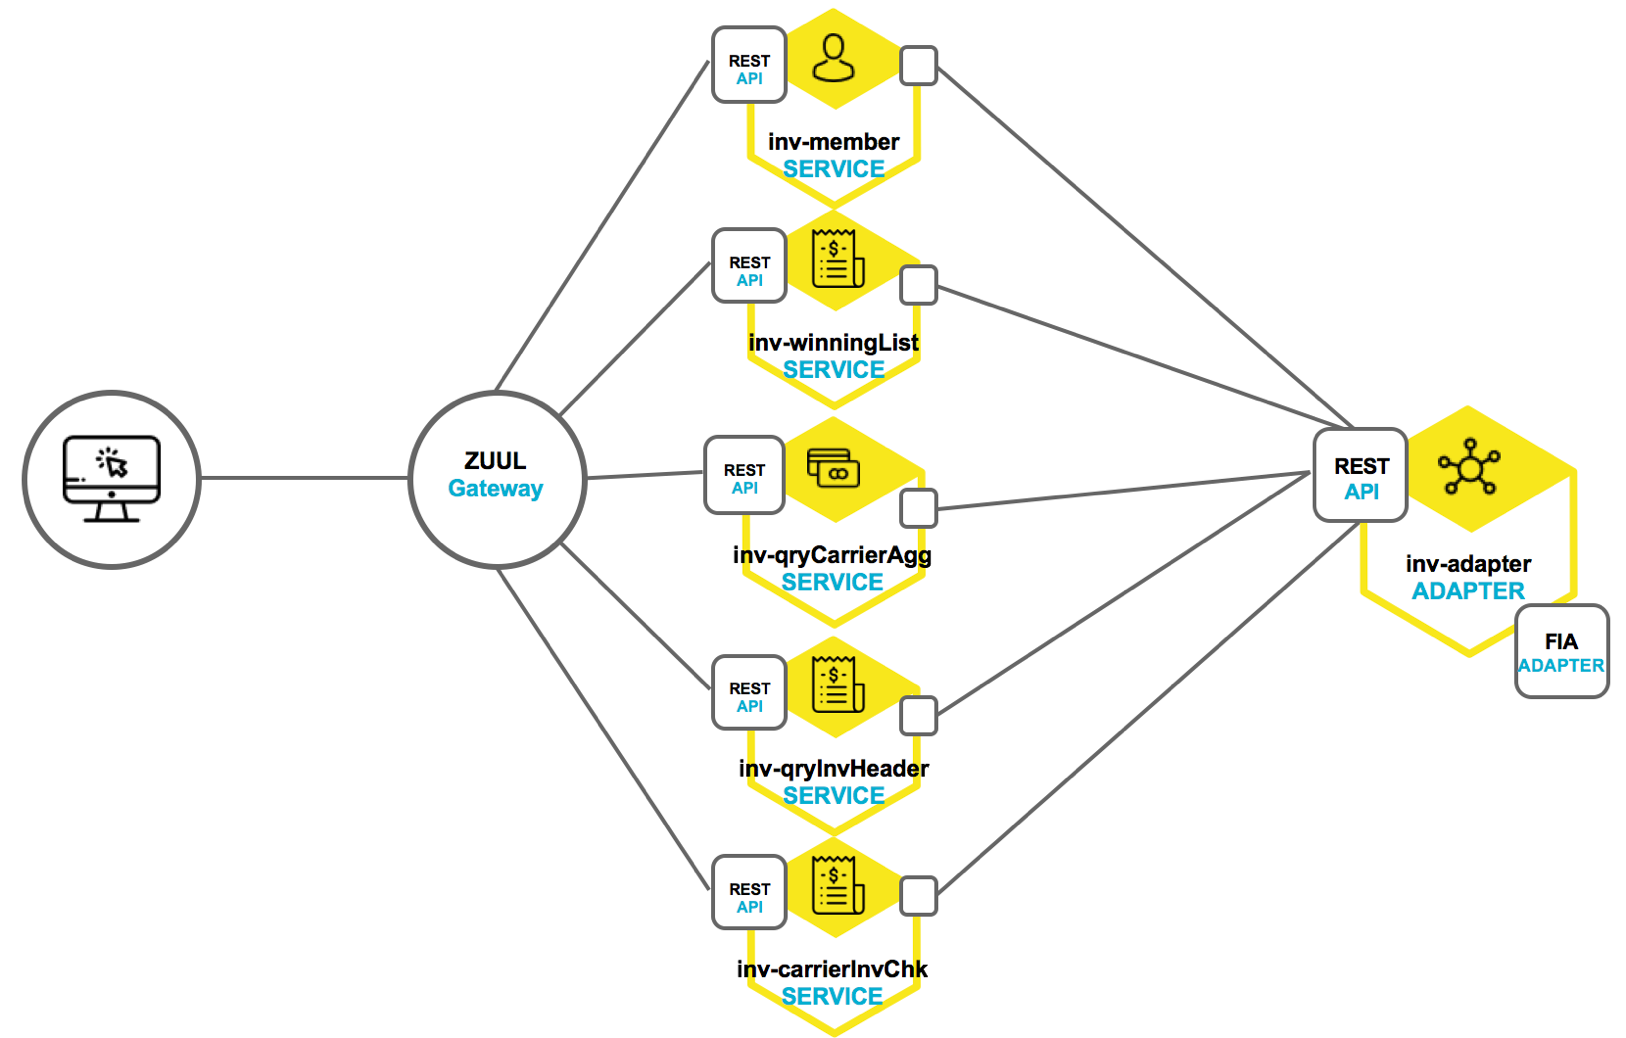 REST
API
inv-member
SERVICE
REST
API
-$-
inv-winningList
SERVICE
ZUUL
Gateway
REST
API
inv-qryCarrierAgg
SERVICE
REST
API
inv-adapter
ADAPTER
FIA
ADAPTER
REST
API
-$-
inv-qryInvHeader
SERVICE
REST
API
-$-
inv-carrierInvChk
SERVICE